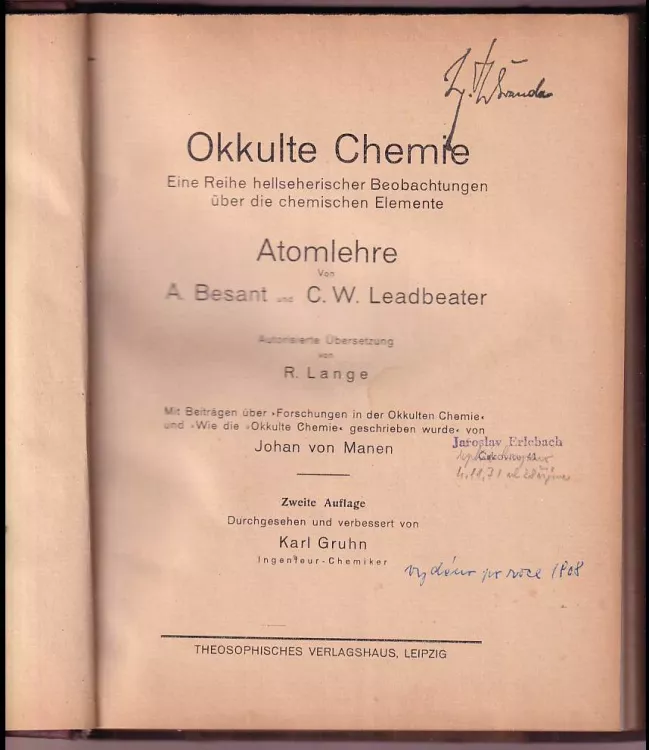 Okkulte Chemie
Eine Reihe hellseherischer Beobachtungen
über die chemischen Elemente
Atomlehre
Von
A. Besant und C. W. Leadbeater
Autorisierte Übersetzung
von
R. Lange
Mit Beiträgen über »Forschungen in der Okkulten Chemie«
und »Wie die »Okkulte Chemie« geschrieben wurde« von
Johan von Manen
Jaroslav Erlebach
Zweite Auflage
Durchgesehen und verbessert von
Karl Gruhn
Ingenieur-Chemiker
vydáno po roce 1908
THEOSOPHISCHES VERLAGSHAUS, LEIPZIG